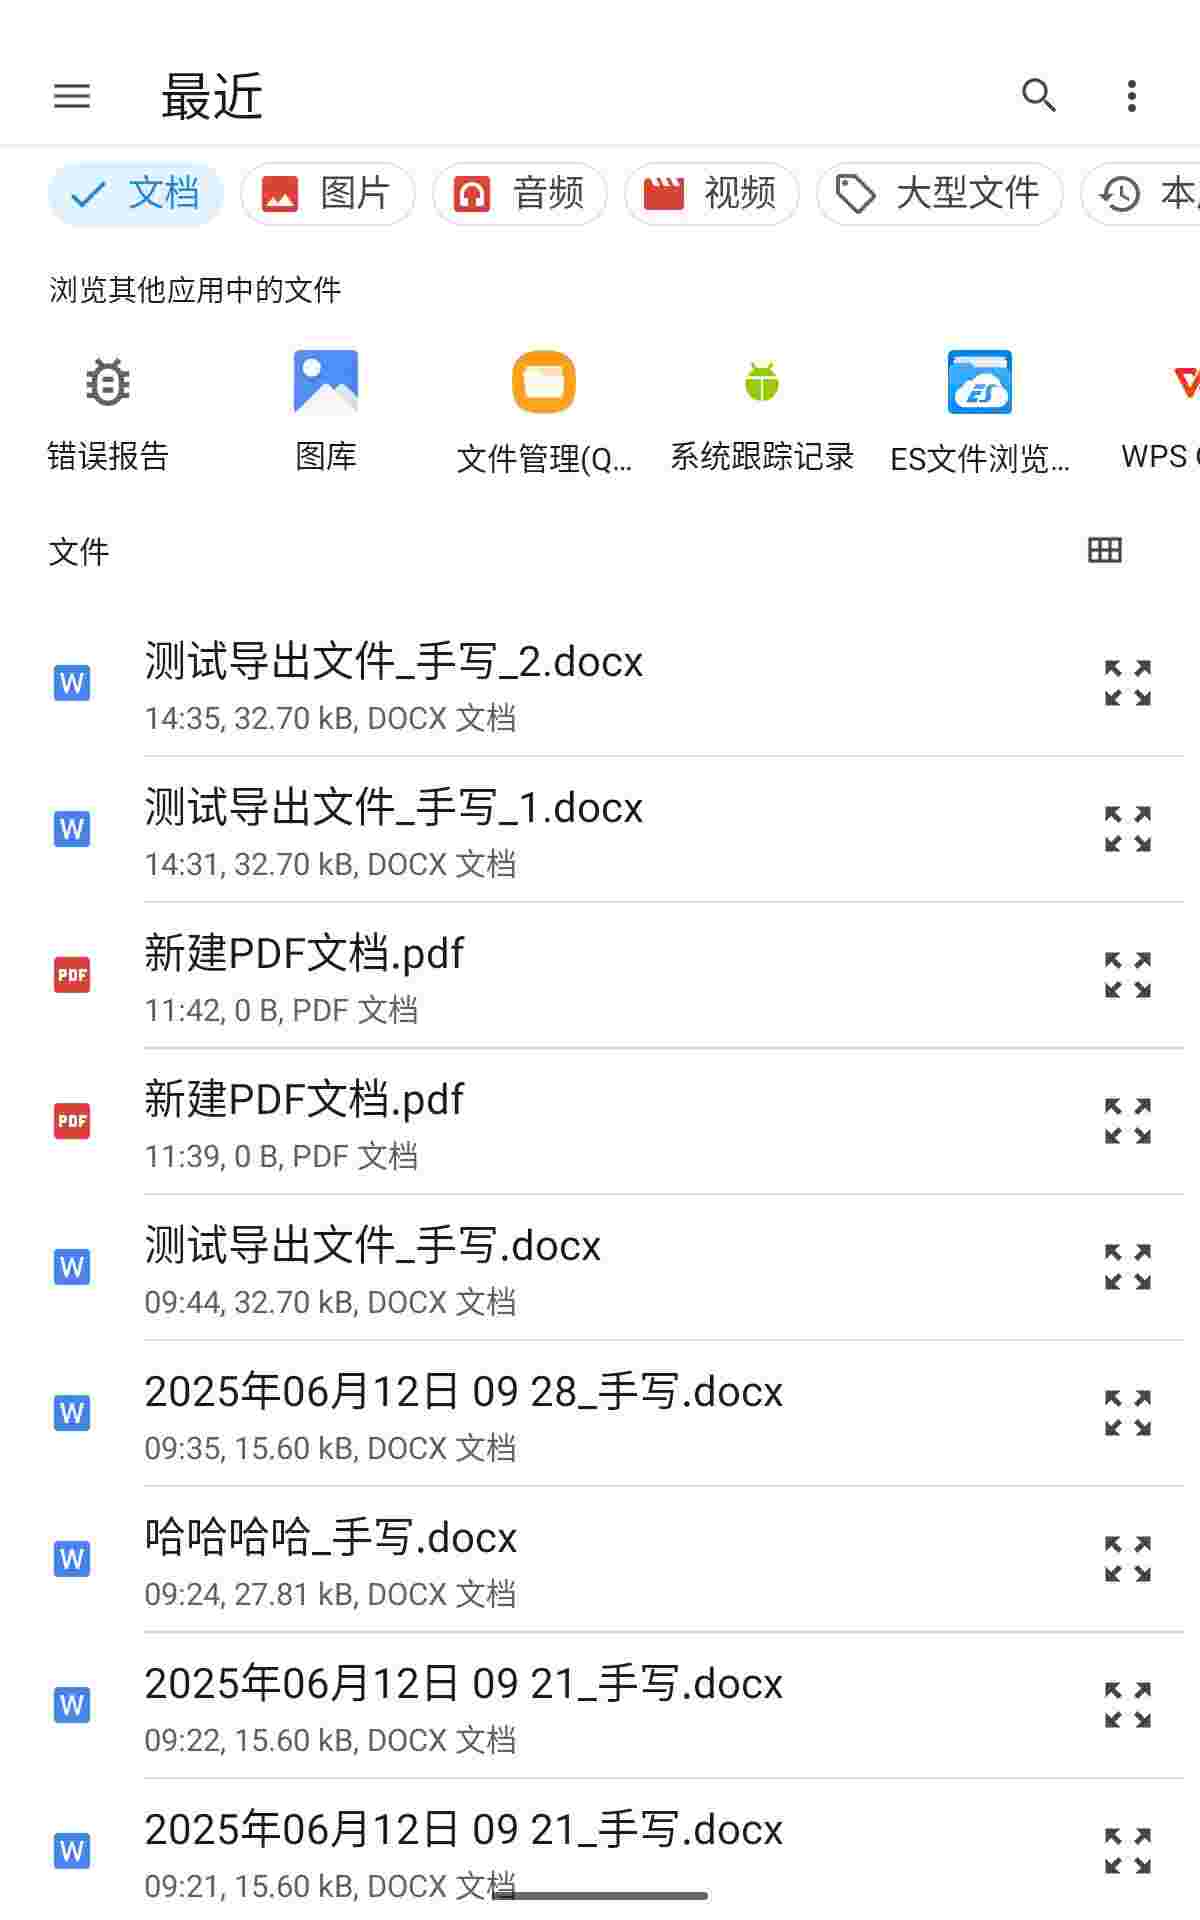 最近
文档 图片 音频 视频 大型文件
浏览其他应用中的文件
错误报告 图库 文件管理(Q... 系统跟踪记录 ES文件浏览... WPS
文件
测试导出文件_手写_2.docx
14:35, 32.70 kB, DOCX 文档
测试导出文件_手写_1.docx
14:31, 32.70 kB, DOCX 文档
新建PDF文档.pdf
11:42, 0 B, PDF 文档
新建PDF文档.pdf
11:39, 0 B, PDF 文档
测试导出文件_手写.docx
09:44, 32.70 kB, DOCX 文档
2025年06月12日 09 28_手写.docx
09:35, 15.60 kB, DOCX 文档
哈哈哈哈_手写.docx
09:24, 27.81 kB, DOCX 文档
2025年06月12日 09 21_手写.docx
09:22, 15.60 kB, DOCX 文档
2025年06月12日 09 21_手写.docx
09:21, 15.60 kB, DOCX 文档